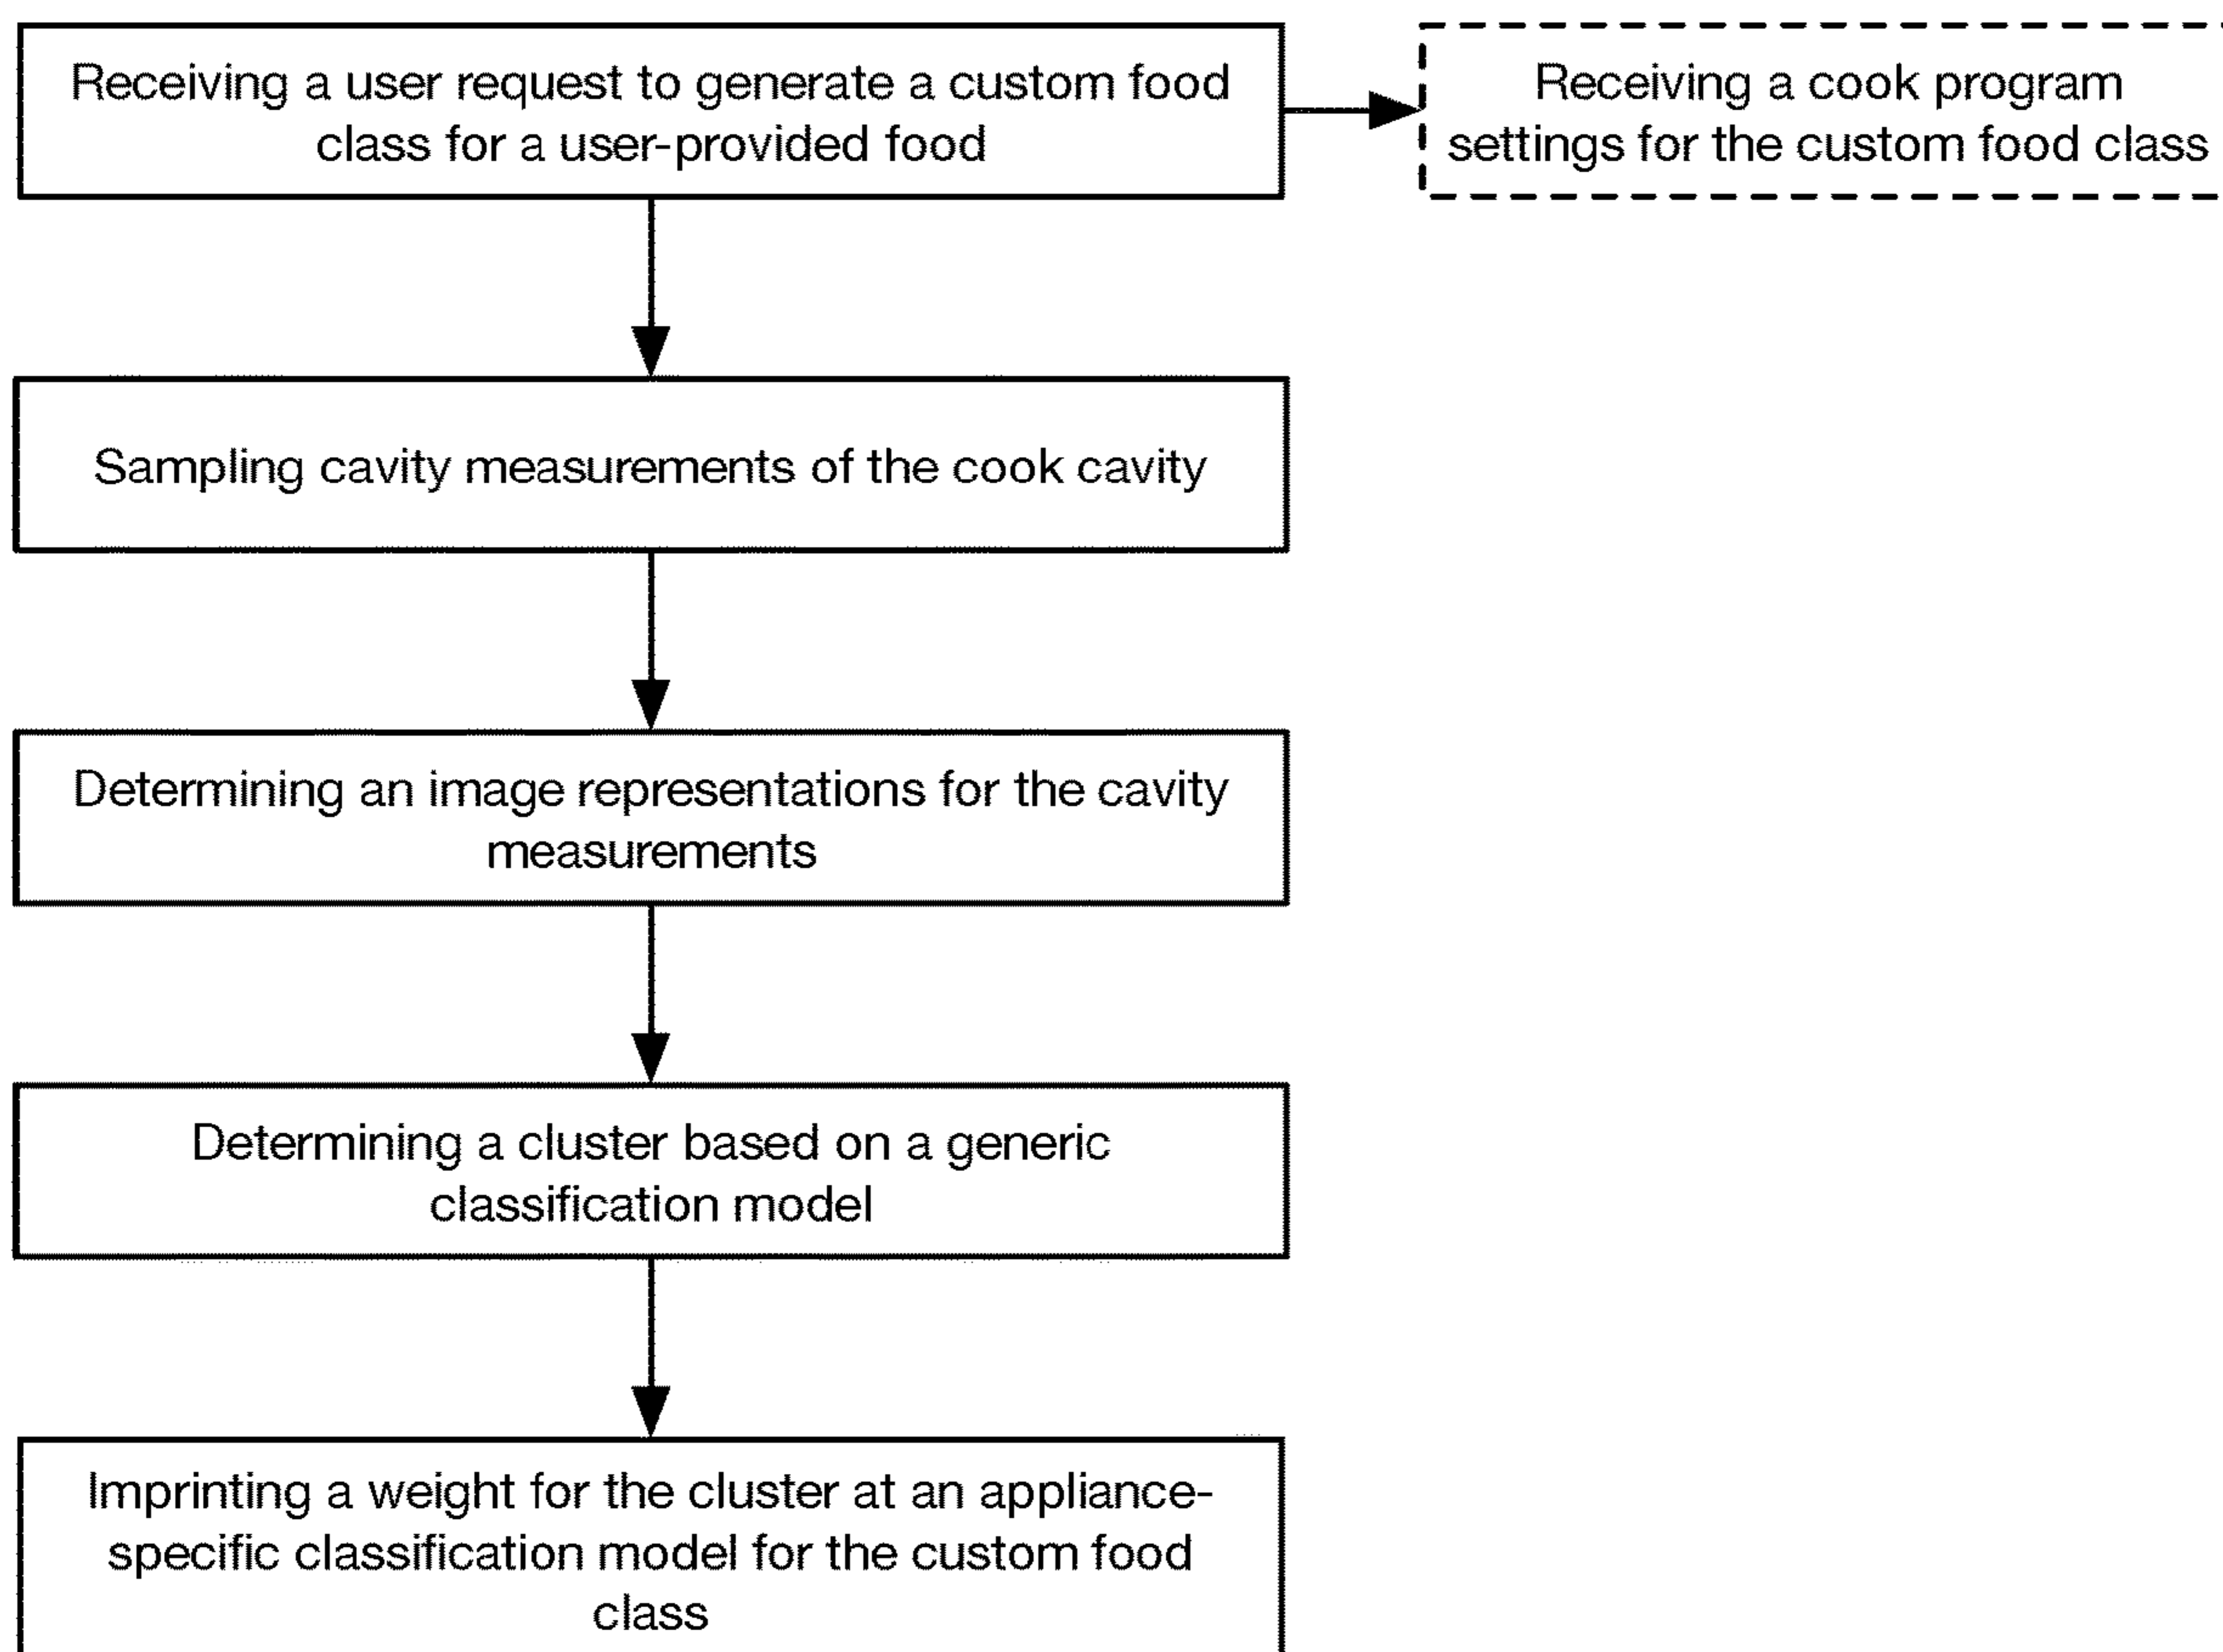 Receiving a user request to generate a custom food
class for a user-provided food
Receiving a cook program
settings for the custom food class
Sampling cavity measurements of the cook cavity
Determining an image representations for the cavity
measurements
Determining a cluster based on a generic
classification model
Imprinting a weight for the cluster at an appliance-
specific classification model for the custom food
class